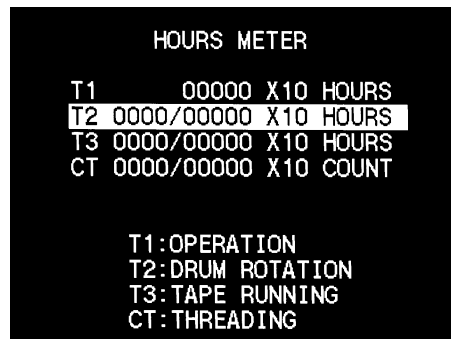 HOURS METER
T1 00000 X10 HOURS
T2 0000/00000 X10 HOURS
T3 0000/00000 X10 HOURS
CT 0000/00000 X10 COUNT
T1:OPERATION
T2:DRUM ROTATION
T3:TAPE RUNNING
CT:THREADING